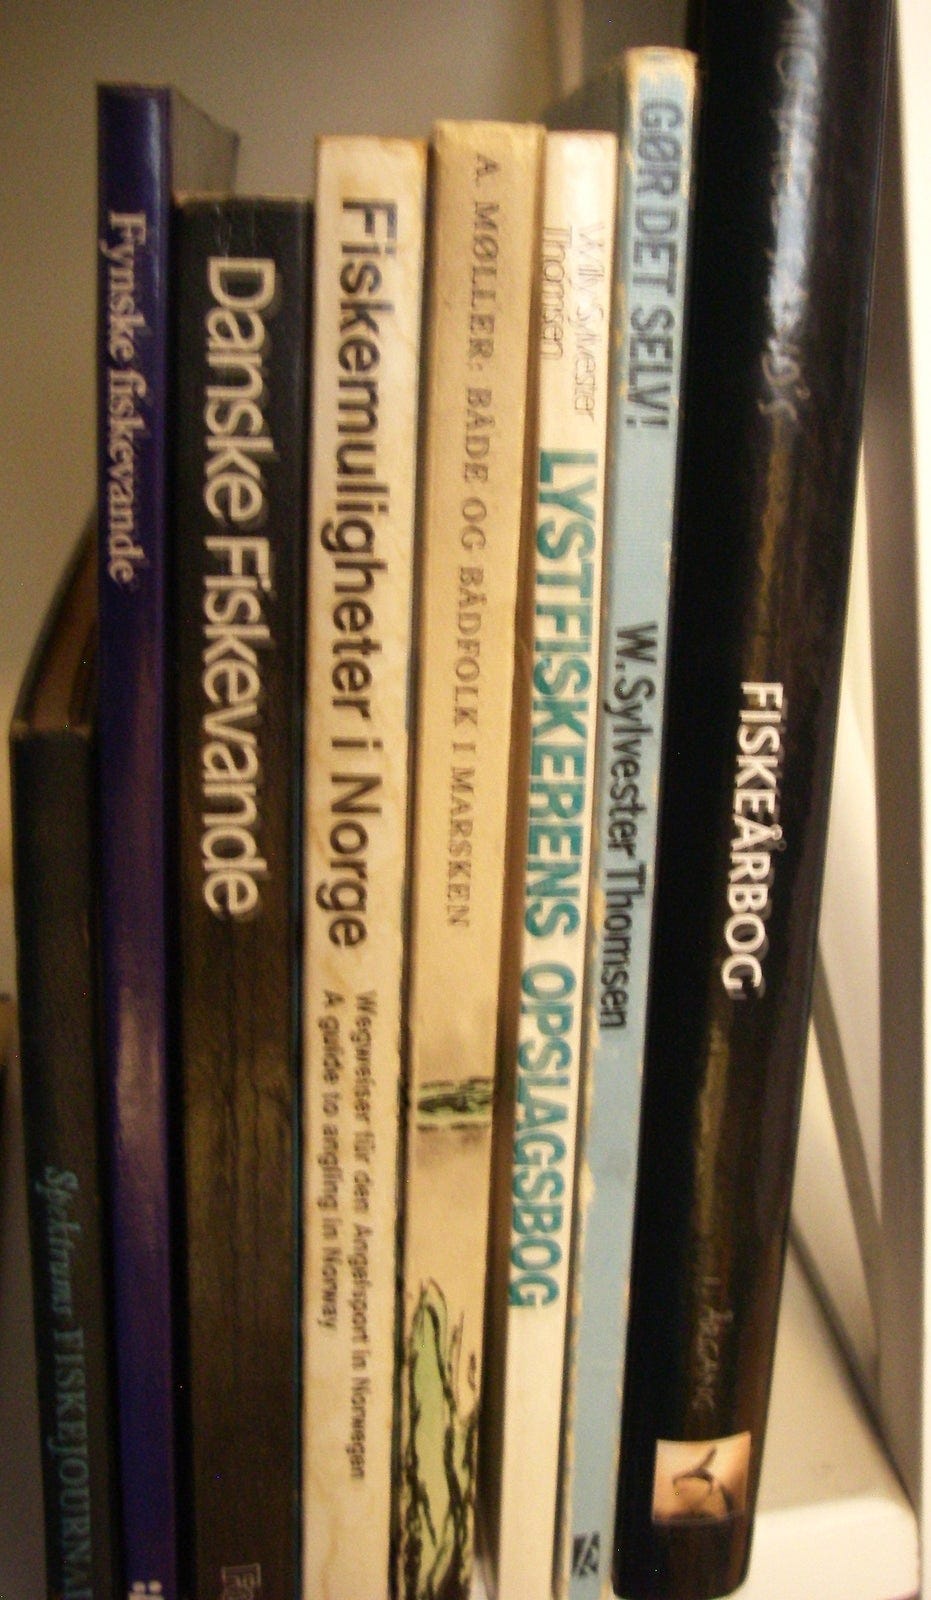 Spektrums FISKEJOURNAL
Fynske fiskevande
Danske Fiskevande
Fiskemuligheter i Norge
Wegweiser für den Angelsport in Norwegen
A guide to angling in Norway
A. MØLLER: BÅDE OG BÅDFOLK I MARSKEN
Willy Sylvester
Thomsen
LYSTFISKERENS OPSLAGSBOG
GØR DET SELV!
W. Sylvester Thomsen
FISKEÅRBOG